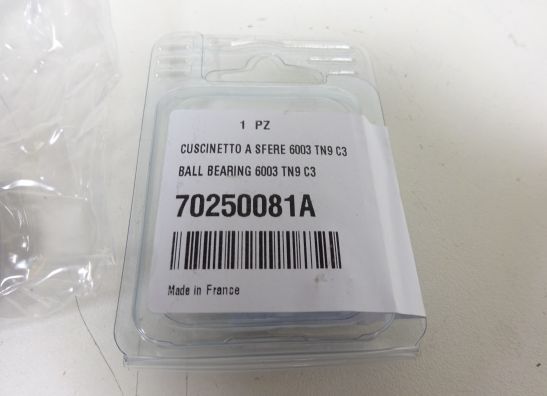 1 PZ
CUSCINETTO A SFERE 6003 TN9 C3
BALL BEARING 6003 TN9 C3
70250081A
Made in France